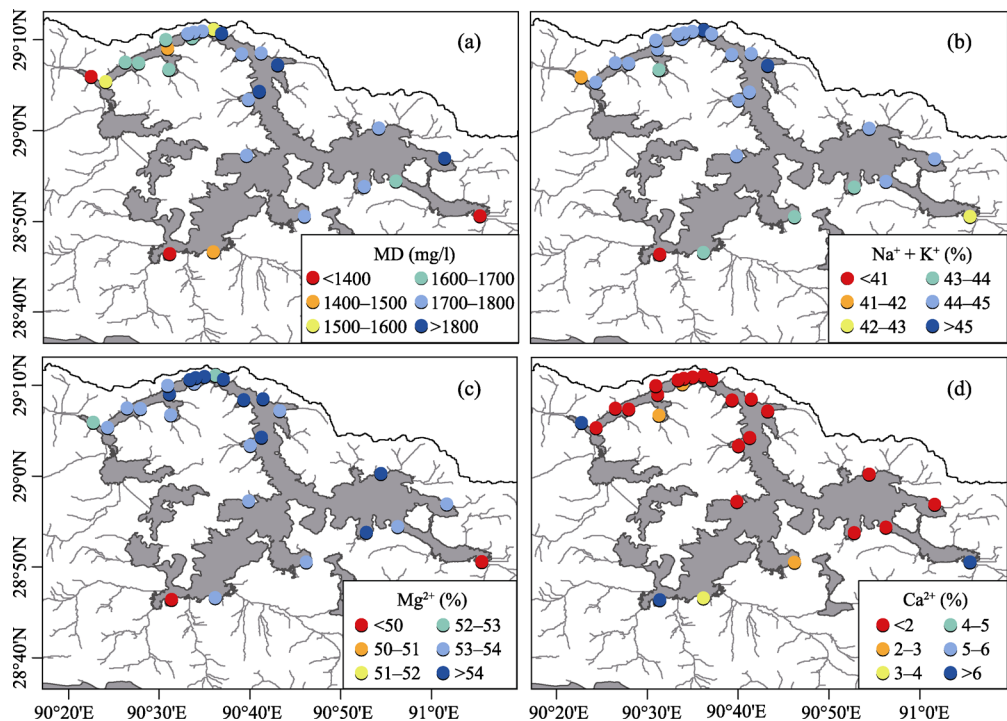 (a)
(b)
29°10'N
29°0'N
28°50'N
28°40'N
MD (mg/l)
<1400 1600–1700
1400–1500 1700–1800
1500–1600 >1800
Na⁺ + K⁺ (%)
<41 43–44
41–42 44–45
42–43 >45
(c)
(d)
29°10'N
29°0'N
28°50'N
28°40'N
Mg²⁺ (%)
<50 52–53
50–51 53–54
51–52 >54
Ca²⁺ (%)
<2 4–5
2–3 5–6
3–4 >6
90°20'E 90°30'E 90°40'E 90°50'E 91°0'E
90°20'E 90°30'E 90°40'E 90°50'E 91°0'E